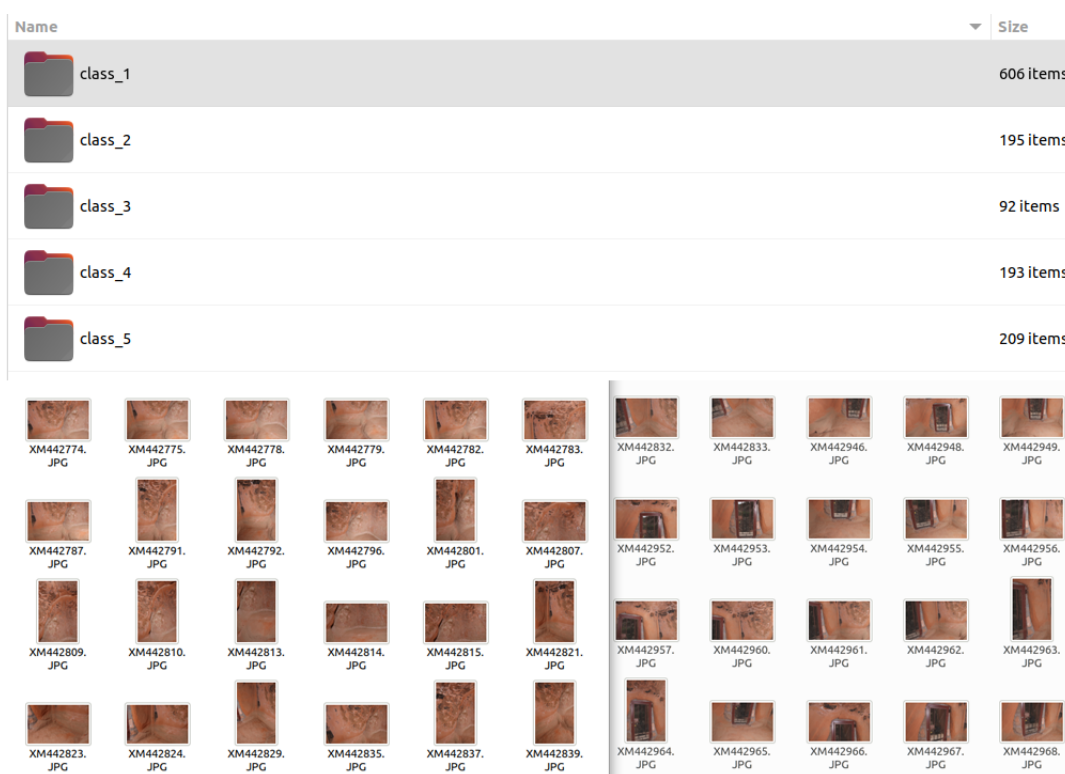 Name Size
class_1 606 items
class_2 195 items
class_3 92 items
class_4 193 items
class_5 209 items
XM442774. XM442775. XM442778. XM442779. XM442782. XM442783. XM442832. XM442833. XM442946. XM442948. XM442949.
JPG JPG JPG JPG JPG JPG JPG JPG JPG JPG JPG
XM442787. XM442791. XM442792. XM442796. XM442801. XM442807. XM442952. XM442953. XM442954. XM442955. XM442956.
JPG JPG JPG JPG JPG JPG JPG JPG JPG JPG JPG
XM442809. XM442810. XM442813. XM442814. XM442815. XM442821. XM442957. XM442960. XM442961. XM442962. XM442963.
JPG JPG JPG JPG JPG JPG JPG JPG JPG JPG JPG
XM442823. XM442824. XM442829. XM442835. XM442837. XM442839. XM442964. XM442965. XM442966. XM442967. XM442968.
JPG JPG JPG JPG JPG JPG JPG JPG JPG JPG JPG